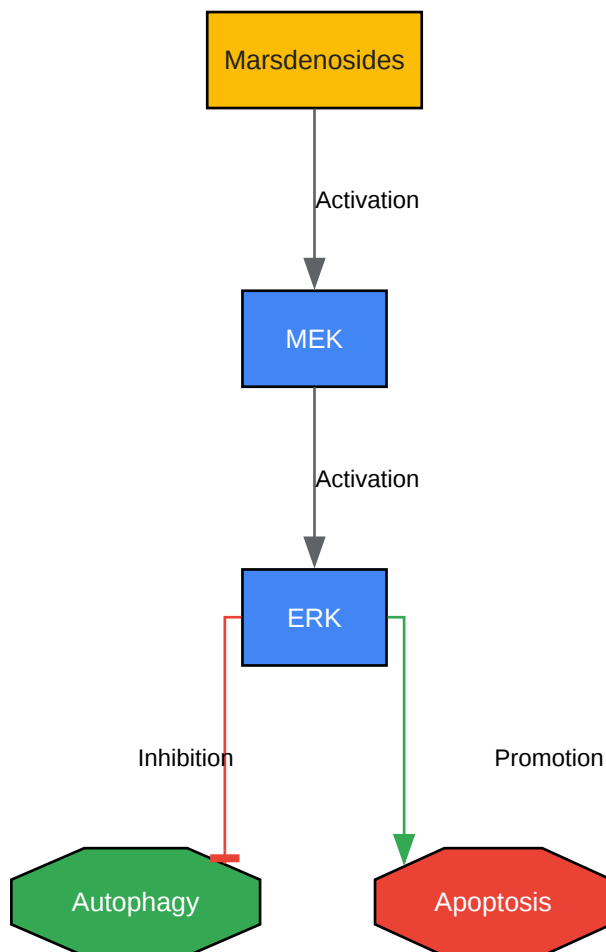 Marsdenosides
Activation
MEK
Activation
ERK
Inhibition
Promotion
Autophagy
Apoptosis